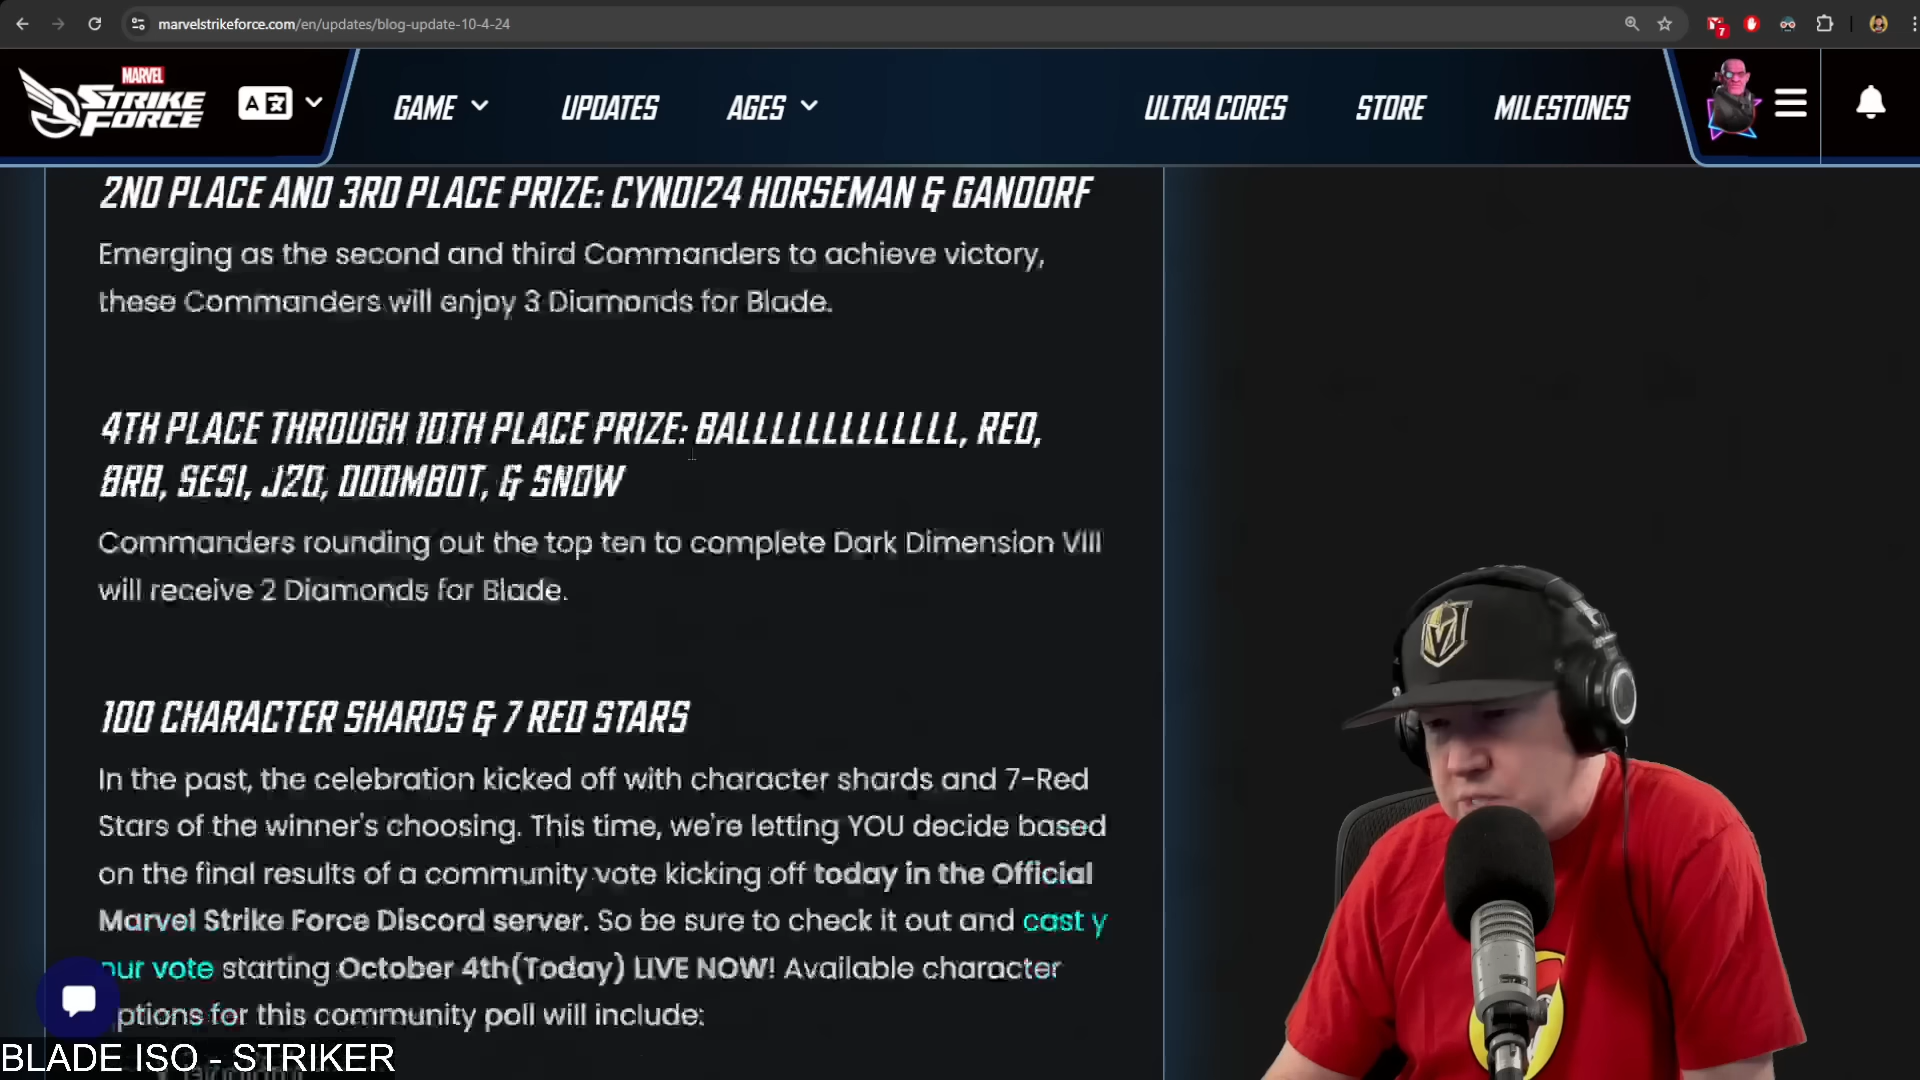 marvelstrikeforce.com/en/updates/blog-update-10-4-24
7
MARVEL
STRIKE
FORCE
A
GAME
UPDATES
AGES
ULTRA CORES
STORE
MILESTONES
2ND PLACE AND 3RD PLACE PRIZE: CYNDI24 HORSEMAN & GANDORF
Emerging as the second and third Commanders to achieve victory,
these Commanders will enjoy 3 Diamonds for Blade.
4TH PLACE THROUGH 10TH PLACE PRIZE: BALLLLLLLLLLLLL, RED,
BRB, SESI, J20, DOOMBOT, & SNOW
Commanders rounding out the top ten to complete Dark Dimension VIII
will receive 2 Diamonds for Blade.
100 CHARACTER SHARDS & 7 RED STARS
In the past, the celebration kicked off with character shards and 7-Red
Stars of the winner's choosing. This time, we're letting YOU decide based
on the final results of a community vote kicking off today in the Official
Marvel Strike Force Discord server. So be sure to check it out and cast y
our vote starting October 4th(Today) LIVE NOW! Available character
ptions for this community poll will include:
BLADE ISO - STRIKER